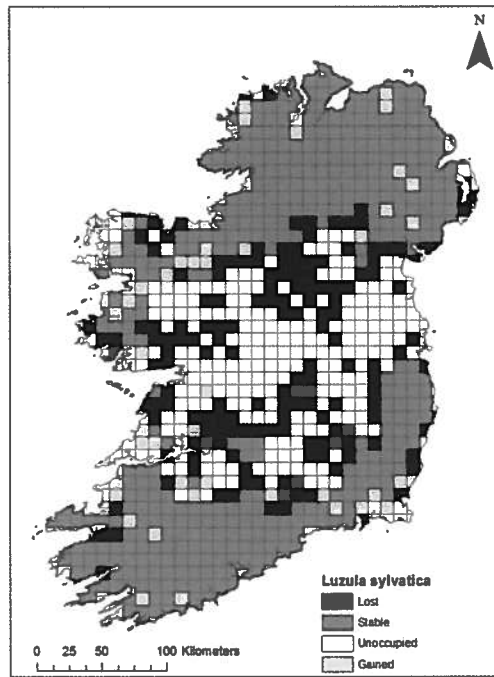 N
Luzula sylvatica
Lost
Stable
Unoccupied
Gained
0 25 50 100 Kilometers